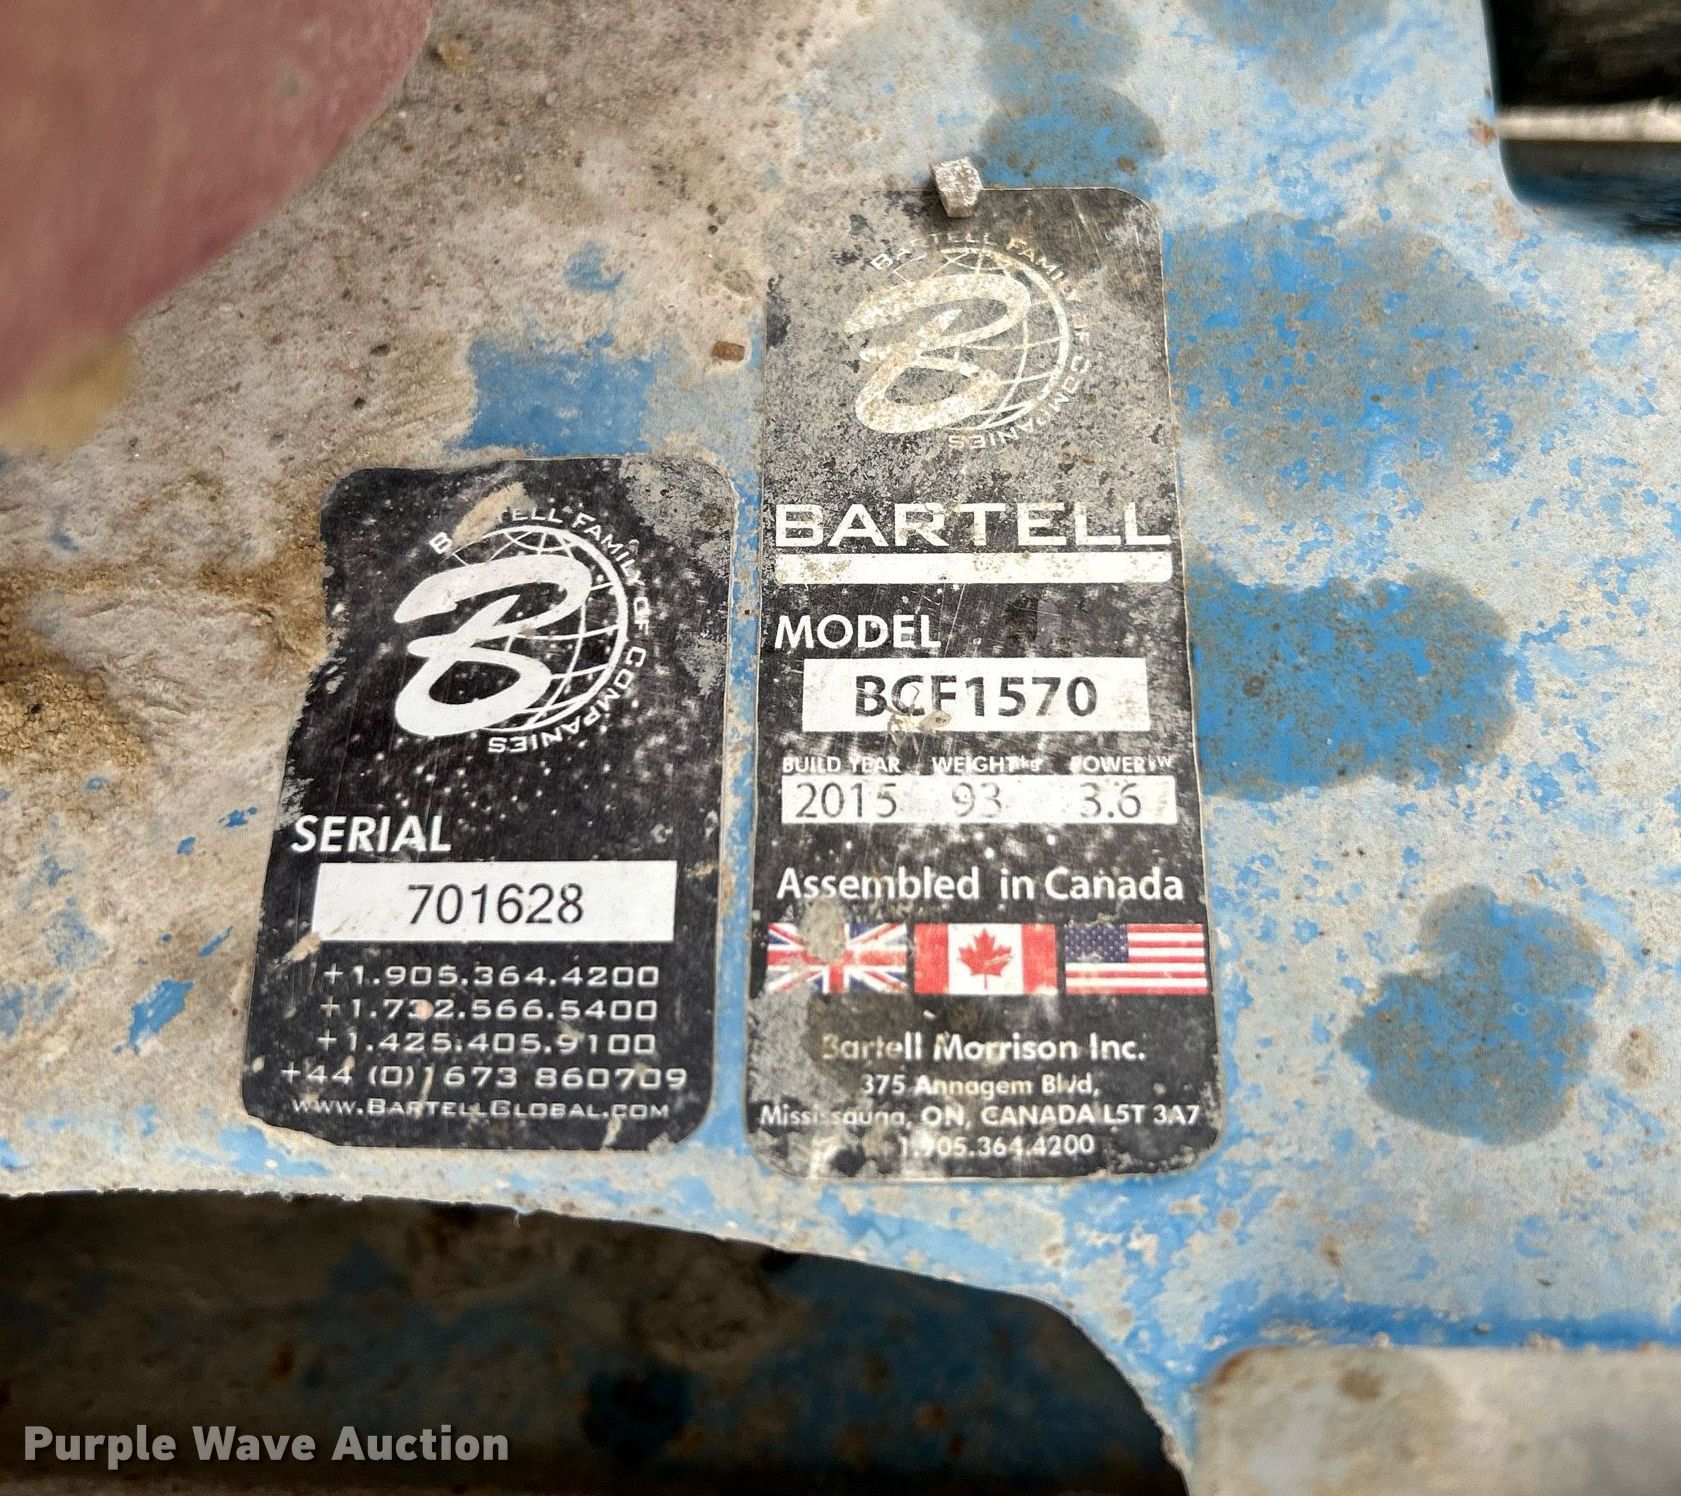 BARTELL FAMILY OF COMPANIES
B
SERIAL
701628
+1.905.364.4200
+1.732.566.5400
+1.425.405.9100
+44 (0)1673 860709
www.BartellGlobal.com
BARTELL FAMILY OF COMPANIES
B
BARTELL
MODEL
BCF1570
BUILD YEAR WEIGHT kg POWER kW
2015 93 3.6
Assembled in Canada
Bartell Morrison Inc.
375 Annagem Blvd,
Mississauga, ON, CANADA L5T 3A7
1.905.364.4200
Purple Wave Auction